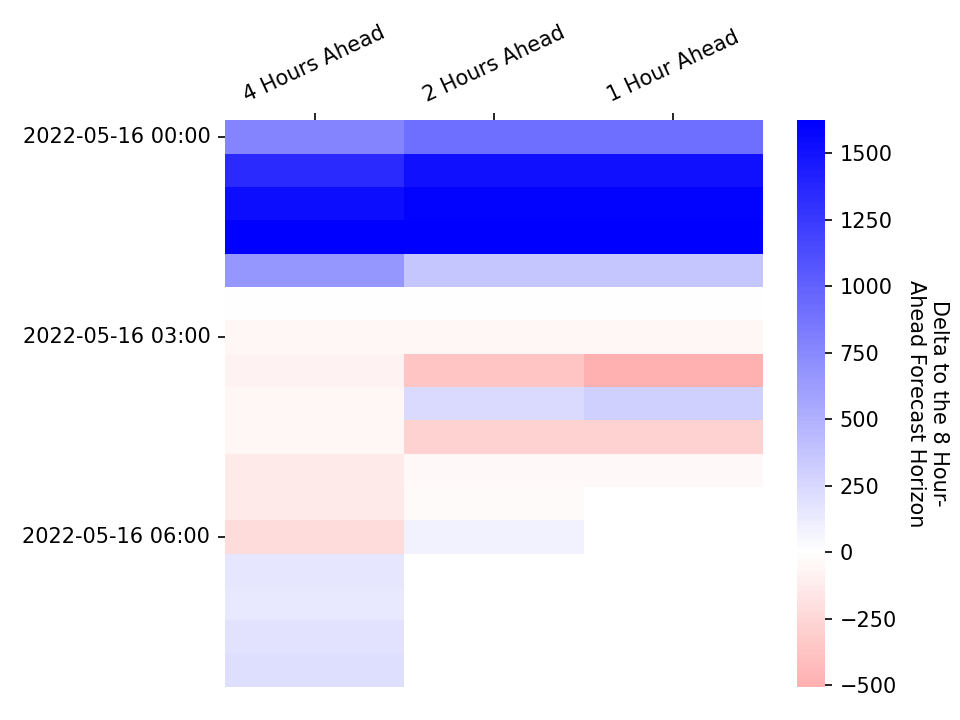 4 Hours Ahead
2 Hours Ahead
1 Hour Ahead
2022-05-16 00:00
2022-05-16 03:00
2022-05-16 06:00
1500
1250
1000
750
500
250
0
−250
−500
Delta to the 8 Hour-
Ahead Forecast Horizon